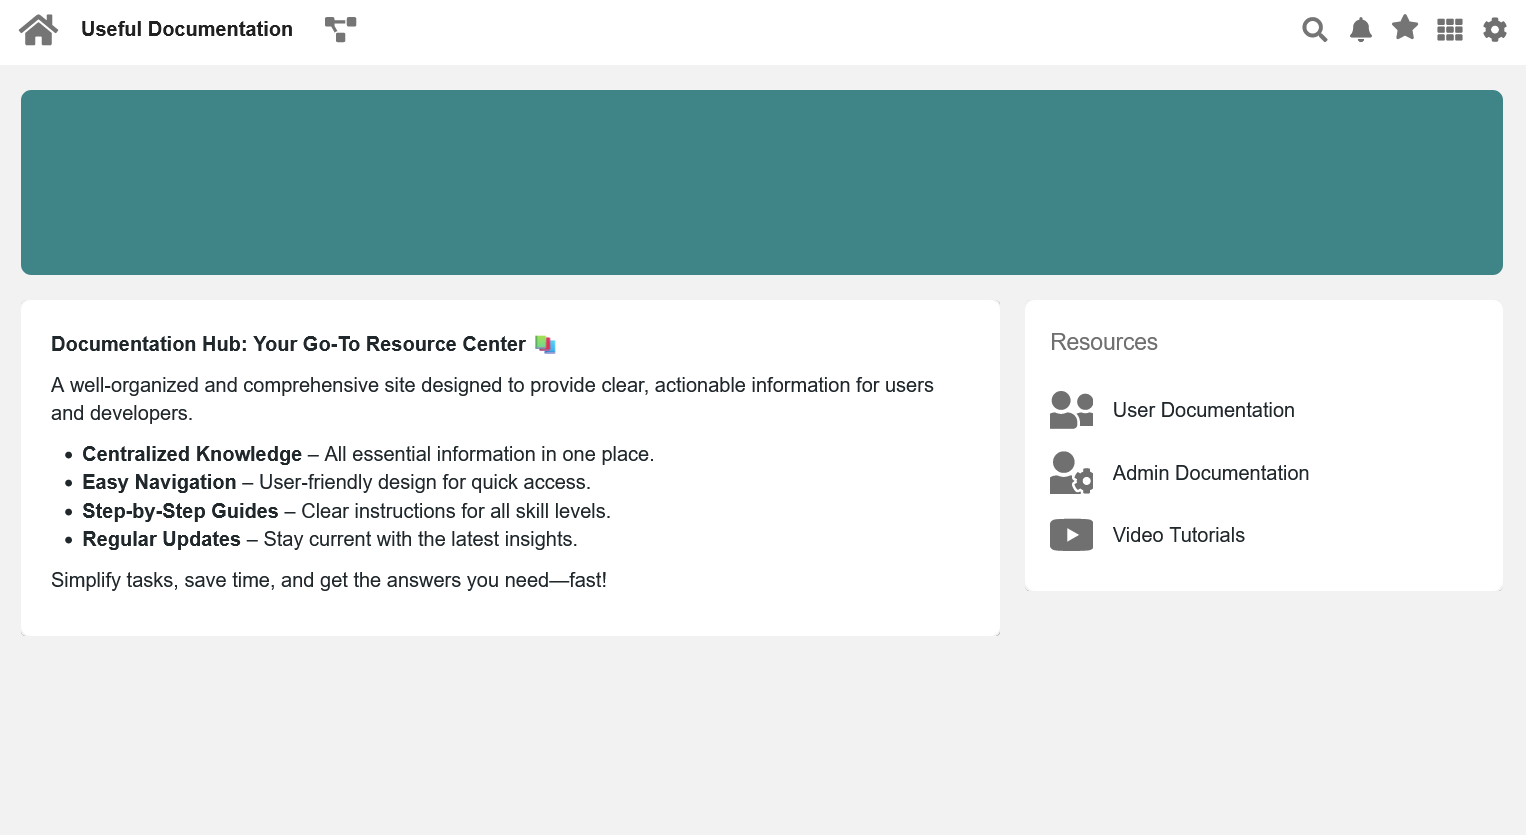 Useful Documentation
Documentation Hub: Your Go-To Resource Center
A well-organized and comprehensive site designed to provide clear, actionable information for users
and developers.
• Centralized Knowledge – All essential information in one place.
• Easy Navigation – User-friendly design for quick access.
• Step-by-Step Guides – Clear instructions for all skill levels.
• Regular Updates – Stay current with the latest insights.
Simplify tasks, save time, and get the answers you need—fast!
Resources
User Documentation
Admin Documentation
Video Tutorials